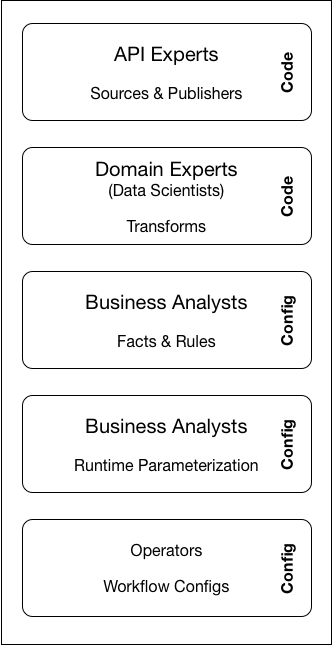 API Experts
Sources & Publishers
Code
Domain Experts
(Data Scientists)
Transforms
Code
Business Analysts
Facts & Rules
Config
Business Analysts
Runtime Parameterization
Config
Operators
Workflow Configs
Config